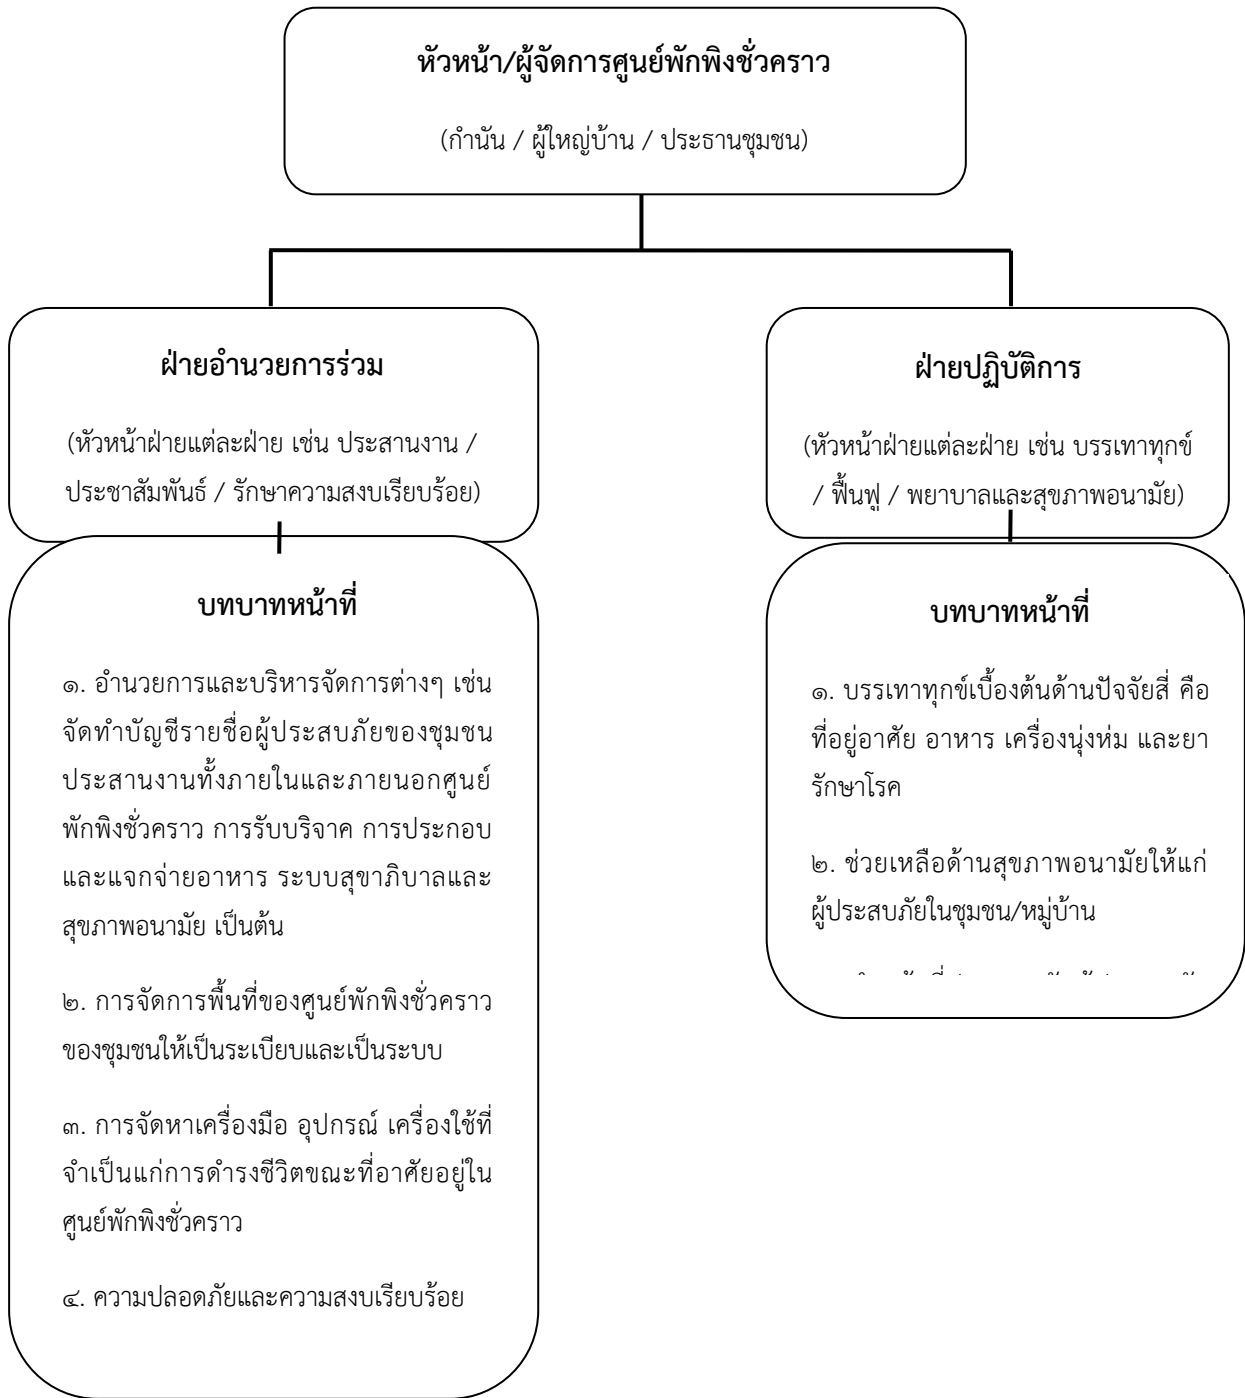 หัวหน้า/ผู้จัดการศูนย์พักพิงชั่วคราว
(กำนัน / ผู้ใหญ่บ้าน / ประธานชุมชน)
ฝ่ายอำนวยการร่วม
(หัวหน้าฝ่ายแต่ละฝ่าย เช่น ประสานงาน /
ประชาสัมพันธ์ / รักษาความสงบเรียบร้อย)
บทบาทหน้าที่
๑. อำนวยการและบริหารจัดการต่างๆ เช่น
จัดทำบัญชีรายชื่อผู้ประสบภัยของชุมชน
ประสานงานทั้งภายในและภายนอกศูนย์
พักพิงชั่วคราว การรับบริจาค การประกอบ
และแจกจ่ายอาหาร ระบบสุขาภิบาลและ
สุขภาพอนามัย เป็นต้น
๒. การจัดการพื้นที่ของศูนย์พักพิงชั่วคราว
ของชุมชนให้เป็นระเบียบและเป็นระบบ
๓. การจัดหาเครื่องมือ อุปกรณ์ เครื่องใช้ที่
จำเป็นแก่การดำรงชีวิตขณะที่อาศัยอยู่ใน
ศูนย์พักพิงชั่วคราว
๔. ความปลอดภัยและความสงบเรียบร้อย
ฝ่ายปฏิบัติการ
(หัวหน้าฝ่ายแต่ละฝ่าย เช่น บรรเทาทุกข์
/ ฟื้นฟู / พยาบาลและสุขภาพอนามัย)
บทบาทหน้าที่
๑. บรรเทาทุกข์เบื้องต้นด้านปัจจัยสี่ คือ
ที่อยู่อาศัย อาหาร เครื่องนุ่งห่ม และยา
รักษาโรค
๒. ช่วยเหลือด้านสุขภาพอนามัยให้แก่
ผู้ประสบภัยในชุมชน/หมู่บ้าน